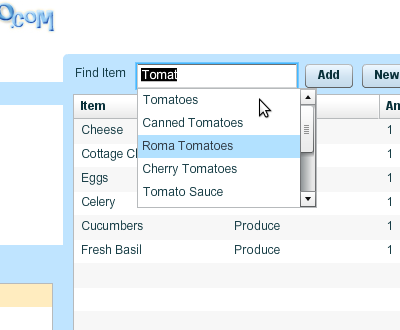 O.COM
Find Item Tomat Add New
Item Am
Tomatoes
Canned Tomatoes
Cheese 1
Roma Tomatoes
Cottage C 1
Cherry Tomatoes
Eggs 1
Tomato Sauce
Celery 1
Cucumbers Produce 1
Fresh Basil Produce 1